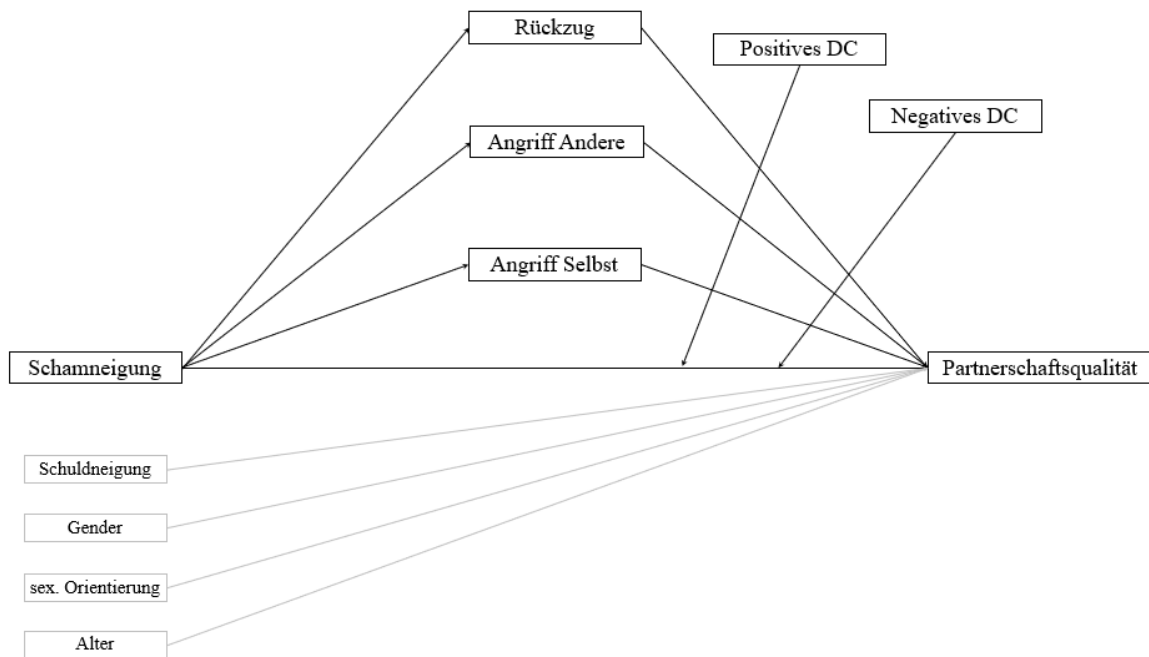 Rückzug
Positives DC
Negatives DC
Angriff Andere
Angriff Selbst
Schamneigung
Partnerschaftsqualität
Schuldneigung
Gender
sex. Orientierung
Alter